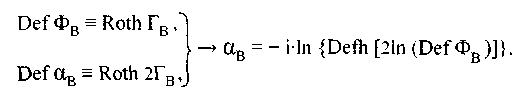 Def Φ_B ≡ Roth Γ_B,
Def α_B ≡ Roth 2Γ_B,
} → α_B = – i·ln {Defh [2ln (Def Φ_B)]}.